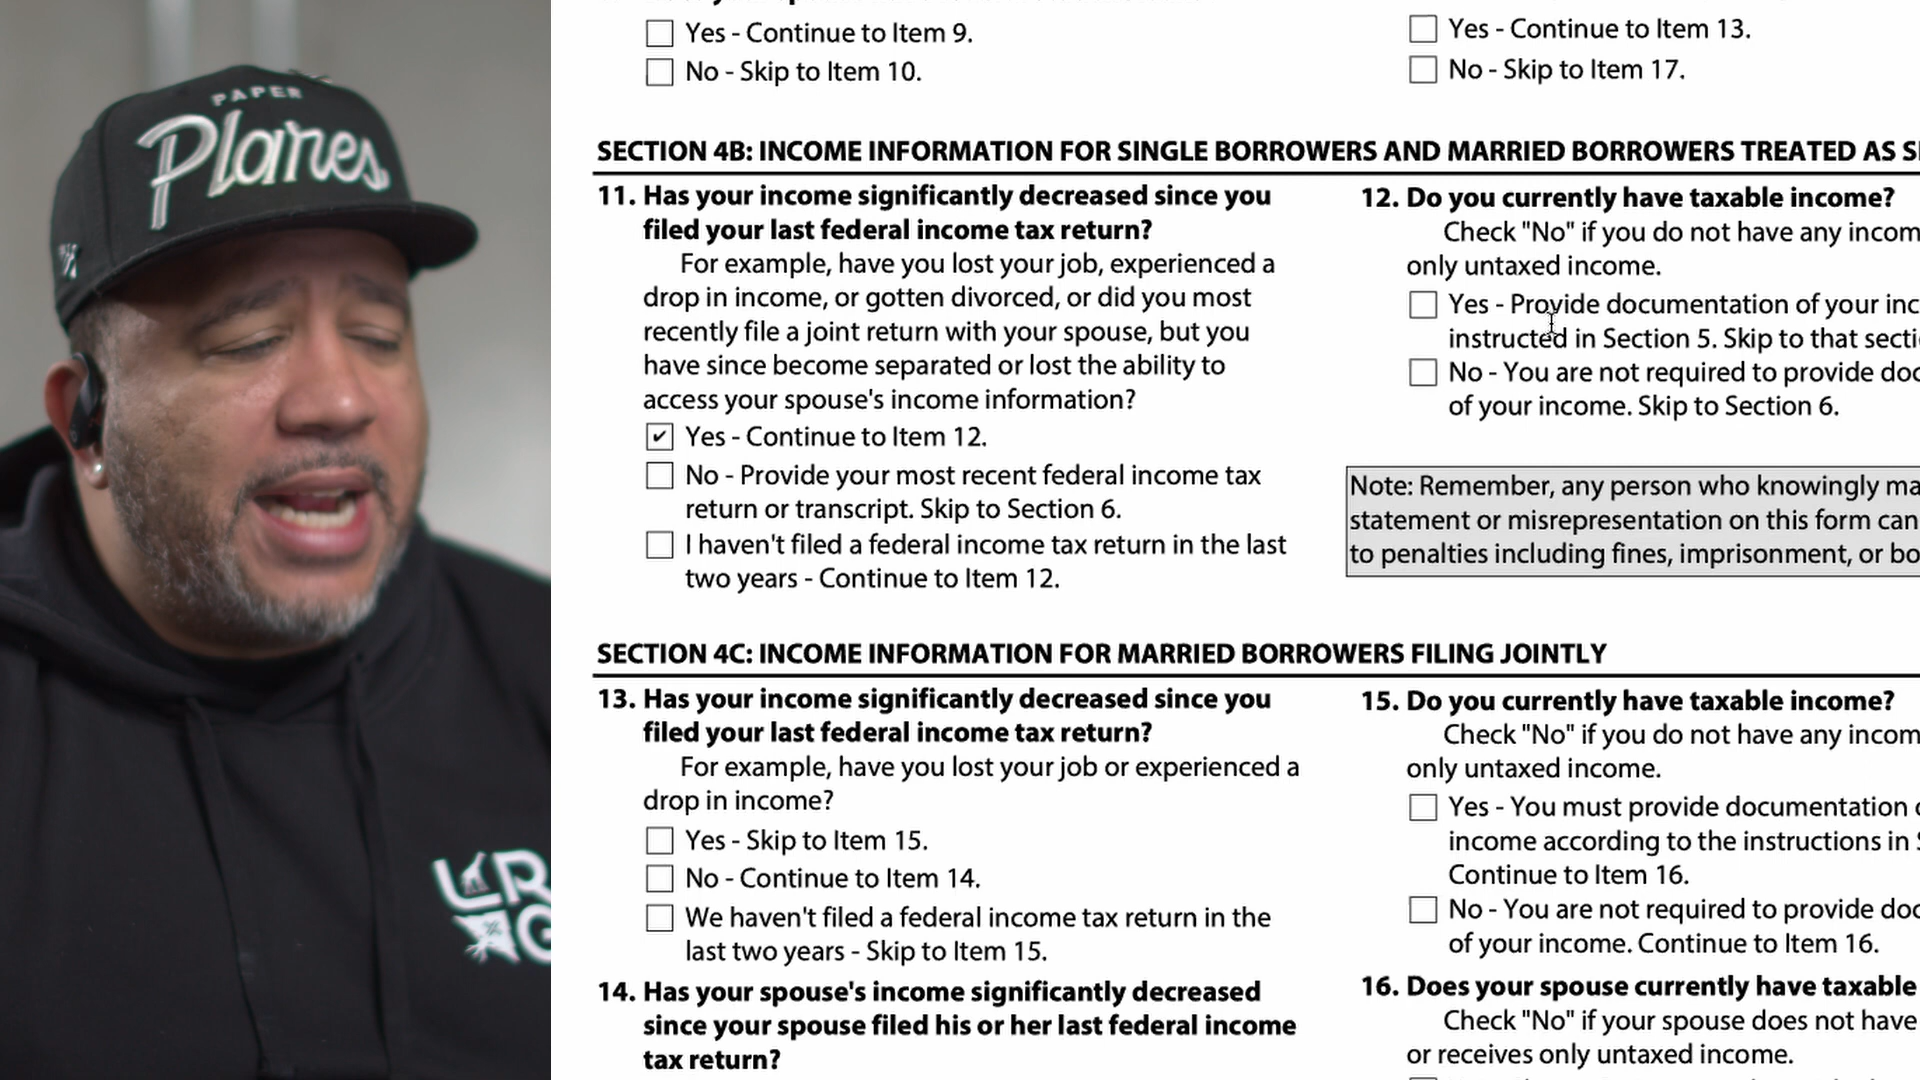 PAPER
Planes
Yes - Continue to Item 9.
No - Skip to Item 10.
Yes - Continue to Item 13.
No - Skip to Item 17.
SECTION 4B: INCOME INFORMATION FOR SINGLE BORROWERS AND MARRIED BORROWERS TREATED AS
11. Has your income significantly decreased since you
filed your last federal income tax return?
For example, have you lost your job, experienced a
drop in income, or gotten divorced, or did you most
recently file a joint return with your spouse, but you
have since become separated or lost the ability to
access your spouse's income information?
Yes - Continue to Item 12.
No - Provide your most recent federal income tax
return or transcript. Skip to Section 6.
I haven't filed a federal income tax return in the last
two years - Continue to Item 12.
12. Do you currently have taxable income?
Check "No" if you do not have any incom
only untaxed income.
Yes - Provide documentation of your inc
instructed in Section 5. Skip to that secti
No - You are not required to provide doc
of your income. Skip to Section 6.
Note: Remember, any person who knowingly ma
statement or misrepresentation on this form can
to penalties including fines, imprisonment, or bo
SECTION 4C: INCOME INFORMATION FOR MARRIED BORROWERS FILING JOINTLY
13. Has your income significantly decreased since you
filed your last federal income tax return?
For example, have you lost your job or experienced a
drop in income?
Yes - Skip to Item 15.
No - Continue to Item 14.
We haven't filed a federal income tax return in the
last two years - Skip to Item 15.
14. Has your spouse's income significantly decreased
since your spouse filed his or her last federal income
tax return?
15. Do you currently have taxable income?
Check "No" if you do not have any incom
only untaxed income.
Yes - You must provide documentation
income according to the instructions in
Continue to Item 16.
No - You are not required to provide doc
of your income. Continue to Item 16.
16. Does your spouse currently have taxable
Check "No" if your spouse does not have
or receives only untaxed income.
LR
G